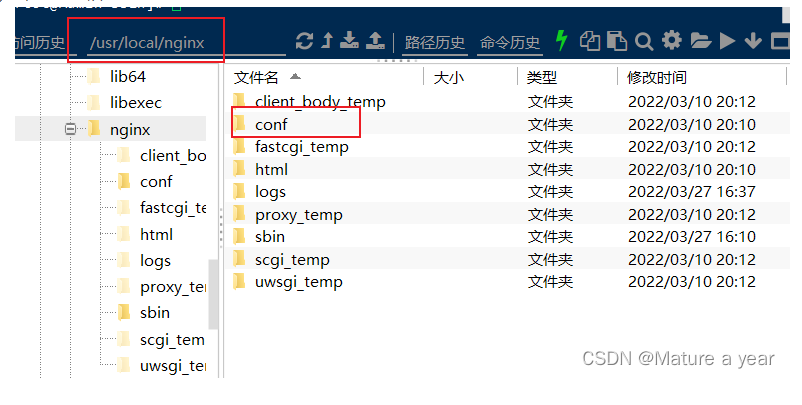 访问历史 /usr/local/nginx 路径历史 命令历史
lib64
libexec
nginx
client_bo
conf
fastcgi_te
html
logs
proxy_tem
sbin
scgi_tem
uwsgi_ter
文件名 大小 类型 修改时间
client_body_temp 文件夹 2022/03/10 20:12
conf 文件夹 2022/03/10 20:10
fastcgi_temp 文件夹 2022/03/10 20:12
html 文件夹 2022/03/10 20:10
logs 文件夹 2022/03/27 16:37
proxy_temp 文件夹 2022/03/10 20:12
sbin 文件夹 2022/03/27 16:10
scgi_temp 文件夹 2022/03/10 20:12
uwsgi_temp 文件夹 2022/03/10 20:12
CSDN @Mature a year